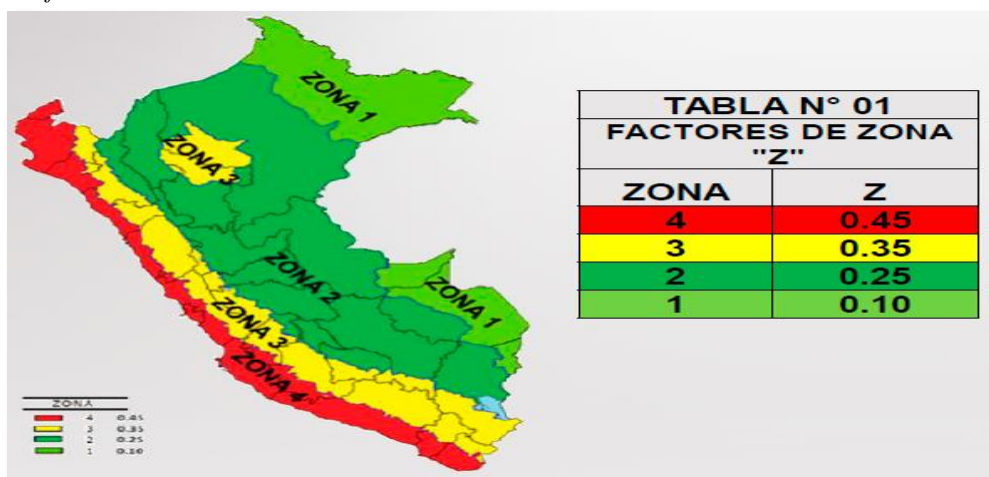 ZONA 1
ZONA 3
ZONA 2
ZONA 1
ZONA 3
ZONA 4
TABLA N° 01
FACTORES DE ZONA
"Z"
ZONA Z
4 0.45
3 0.35
2 0.25
1 0.10
ZONA
4 0.45
3 0.35
2 0.25
1 0.10